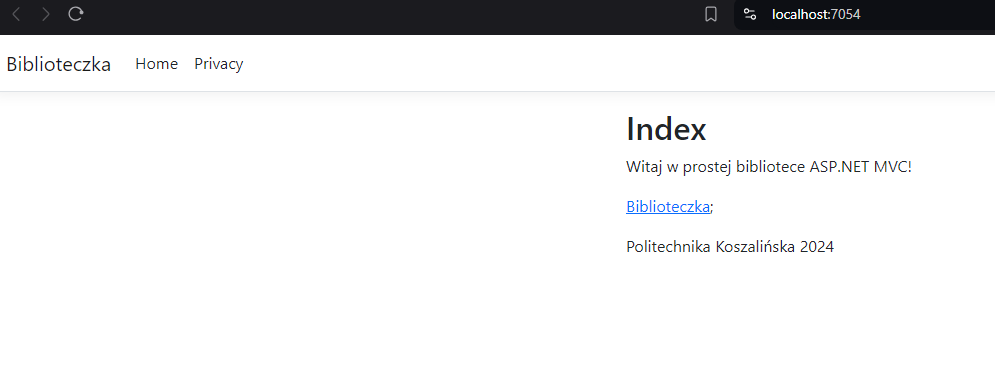 localhost:7054
Biblioteczka Home Privacy
Index
Witaj w prostej bibliotece ASP.NET MVC!
Biblioteczka;
Politechnika Koszalińska 2024